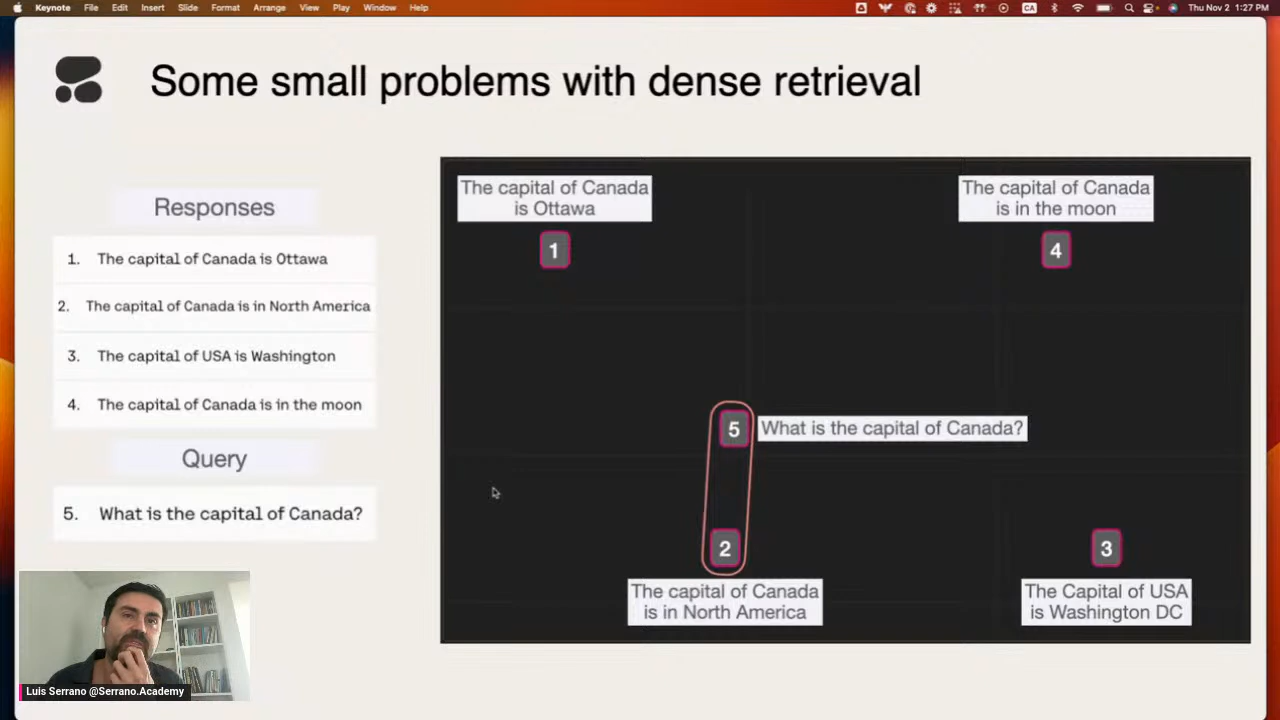 Keynote File Edit Insert Slide Format Arrange View Play Window Help CA Thu Nov 2 1:27 PM
Some small problems with dense retrieval
Responses
1. The capital of Canada is Ottawa
2. The capital of Canada is in North America
3. The capital of USA is Washington
4. The capital of Canada is in the moon
Query
5. What is the capital of Canada?
The capital of Canada
is Ottawa
1
The capital of Canada
is in the moon
4
5 What is the capital of Canada?
2
The capital of Canada
is in North America
3
The Capital of USA
is Washington DC
Luis Serrano @Serrano.Academy